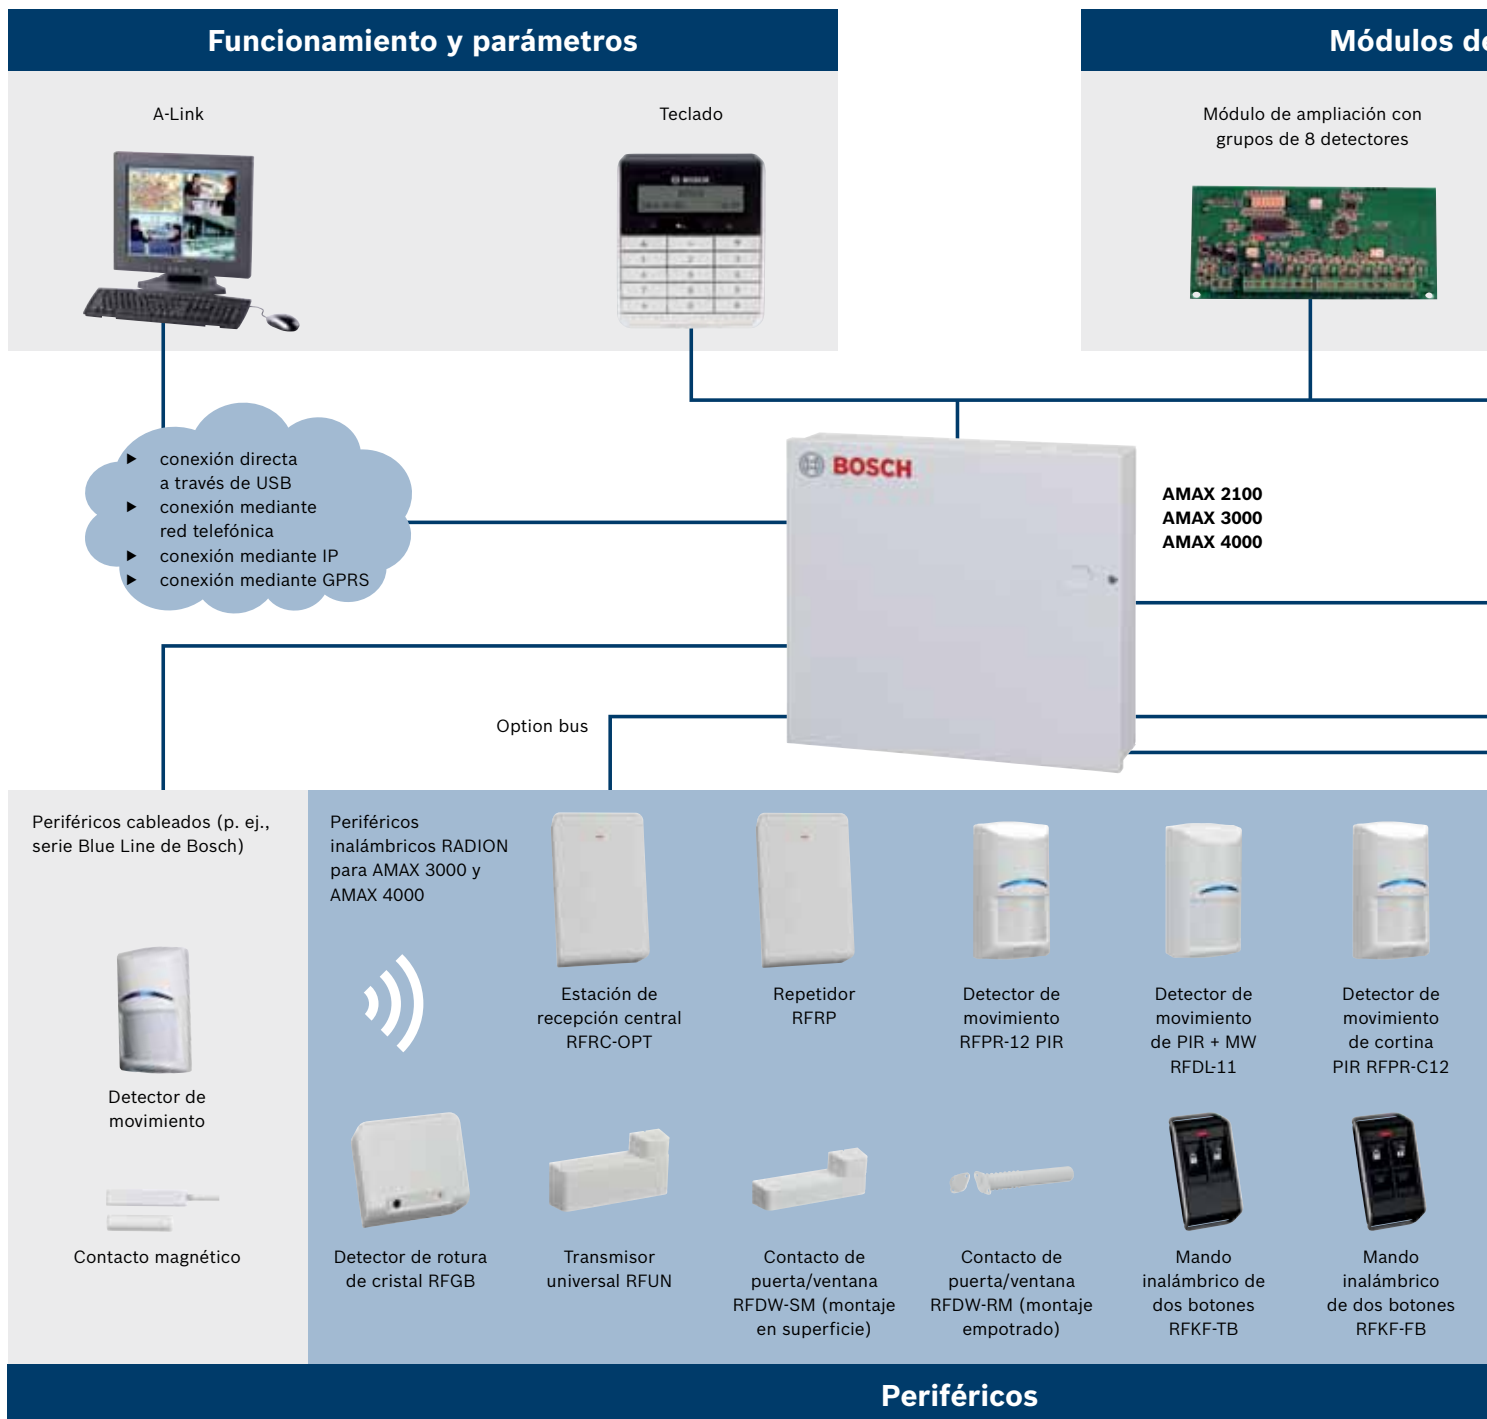 Funcionamiento y parámetros
Módulos de
A-Link
Teclado
Módulo de ampliación con
grupos de 8 detectores
BOSCH
▶ conexión directa
a través de USB
▶ conexión mediante
red telefónica
▶ conexión mediante IP
▶ conexión mediante GPRS
BOSCH
AMAX 2100
AMAX 3000
AMAX 4000
Option bus
Periféricos cableados (p. ej.,
serie Blue Line de Bosch)
Periféricos
inalámbricos RADION
para AMAX 3000 y
AMAX 4000
Estación de
recepción central
RFRC-OPT
Repetidor
RFRP
Detector de
movimiento
RFPR-12 PIR
Detector de
movimiento
de PIR + MW
RFDL-11
Detector de
movimiento
de cortina
PIR RFPR-C12
Detector de
movimiento
Contacto magnético
Detector de rotura
de cristal RFGB
Transmisor
universal RFUN
Contacto de
puerta/ventana
RFDW-SM (montaje
en superficie)
Contacto de
puerta/ventana
RFDW-RM (montaje
empotrado)
Mando
inalámbrico de
dos botones
RFKF-TB
Mando
inalámbrico
de dos botones
RFKF-FB
Periféricos